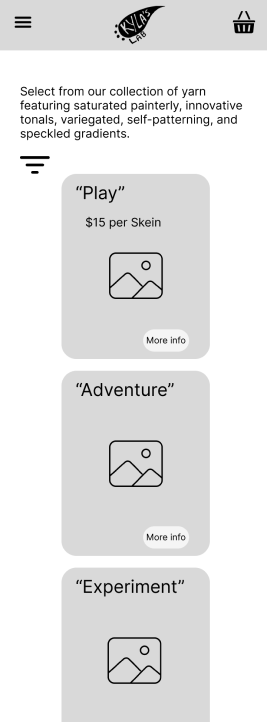 KYLA'S
LAB
Select from our collection of yarn
featuring saturated painterly, innovative
tonals, variegated, self-patterning, and
speckled gradients.
“Play”
$15 per Skein
More info
“Adventure”
More info
“Experiment”